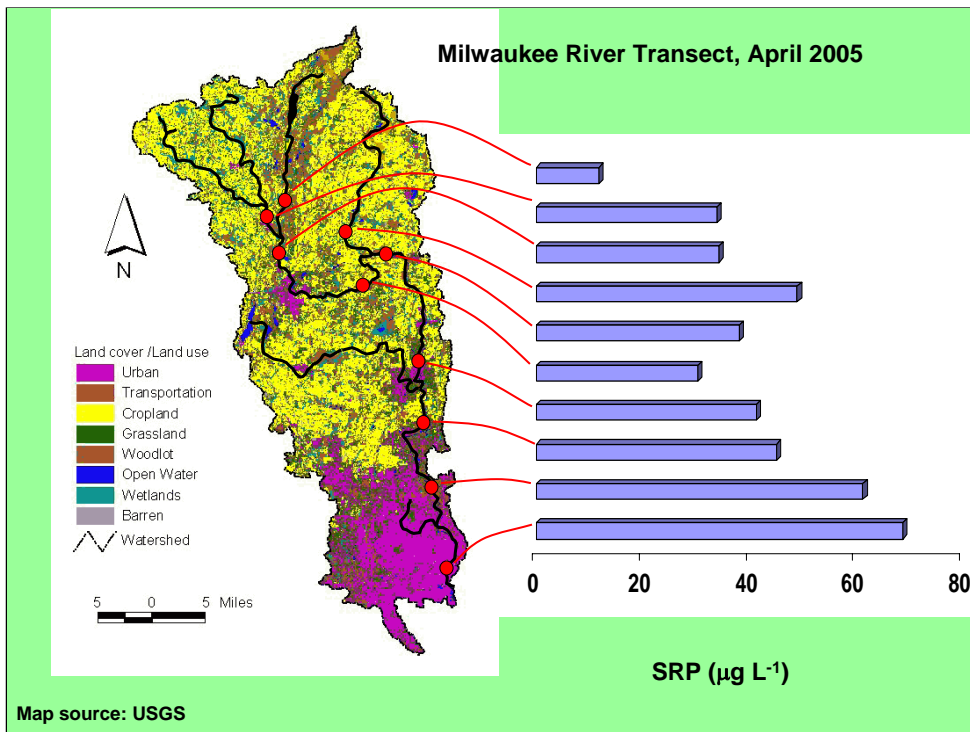 Milwaukee River Transect, April 2005
N
Land cover /Land use
Urban
Transportation
Cropland
Grassland
Woodlot
Open Water
Wetlands
Barren
Watershed
5 0 5 Miles
0 20 40 60 80
SRP (μg L-1)
Map source: USGS